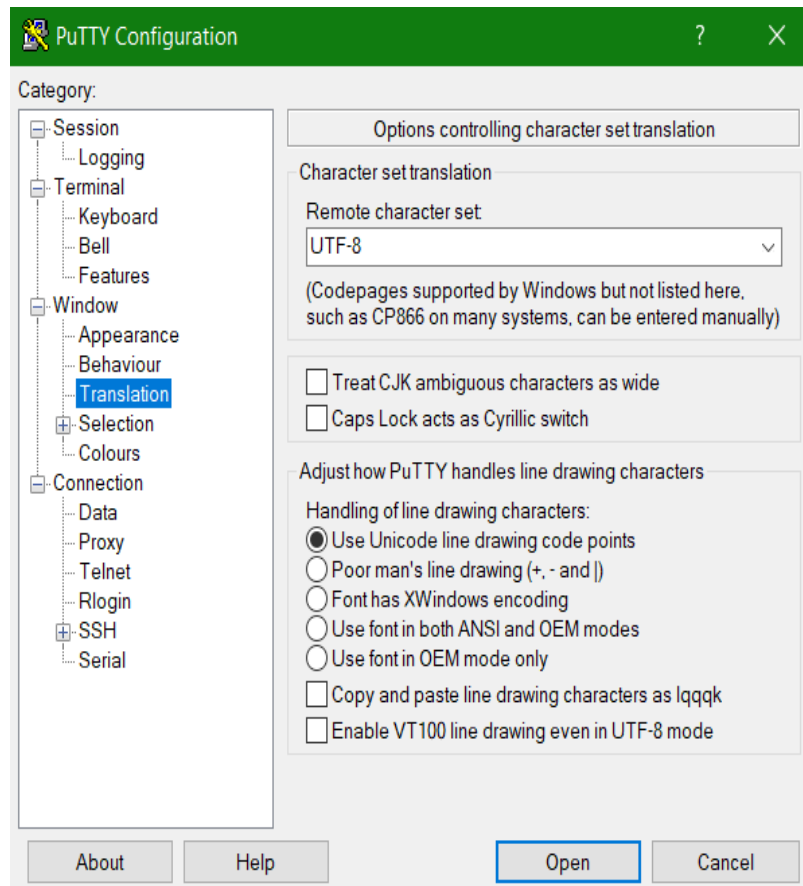 PuTTY Configuration
?
Category:
Session
Logging
Terminal
Keyboard
Bell
Features
Window
Appearance
Behaviour
Translation
Selection
Colours
Connection
Data
Proxy
Telnet
Rlogin
SSH
Serial
Options controlling character set translation
Character set translation
Remote character set:
UTF-8
(Codepages supported by Windows but not listed here,
such as CP866 on many systems, can be entered manually)
Treat CJK ambiguous characters as wide
Caps Lock acts as Cyrillic switch
Adjust how PuTTY handles line drawing characters
Handling of line drawing characters:
Use Unicode line drawing code points
Poor man's line drawing (+, - and |)
Font has XWindows encoding
Use font in both ANSI and OEM modes
Use font in OEM mode only
Copy and paste line drawing characters as lqqqk
Enable VT100 line drawing even in UTF-8 mode
About
Help
Open
Cancel